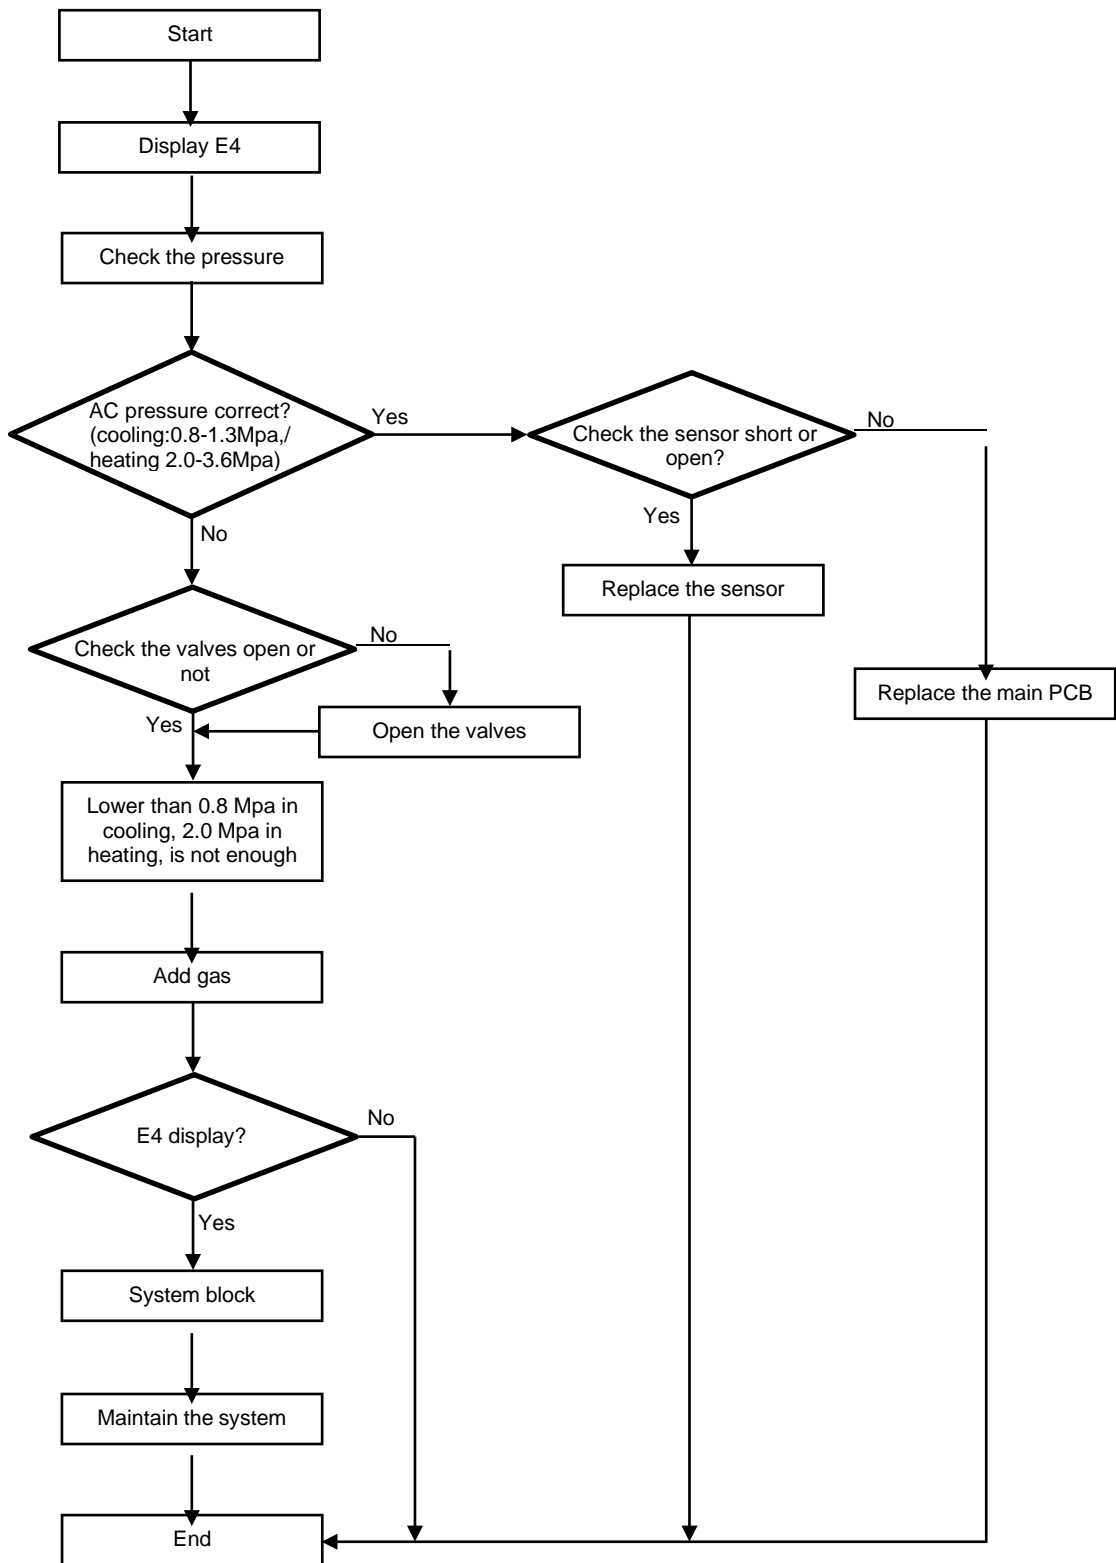 Start
Display E4
Check the pressure
AC pressure correct?
(cooling:0.8-1.3Mpa,/
heating 2.0-3.6Mpa)
Yes
Check the sensor short or
open?
No
Yes
No
Replace the sensor
Check the valves open or
not
No
Replace the main PCB
Yes
Open the valves
Lower than 0.8 Mpa in
cooling, 2.0 Mpa in
heating, is not enough
Add gas
E4 display?
No
Yes
System block
Maintain the system
End